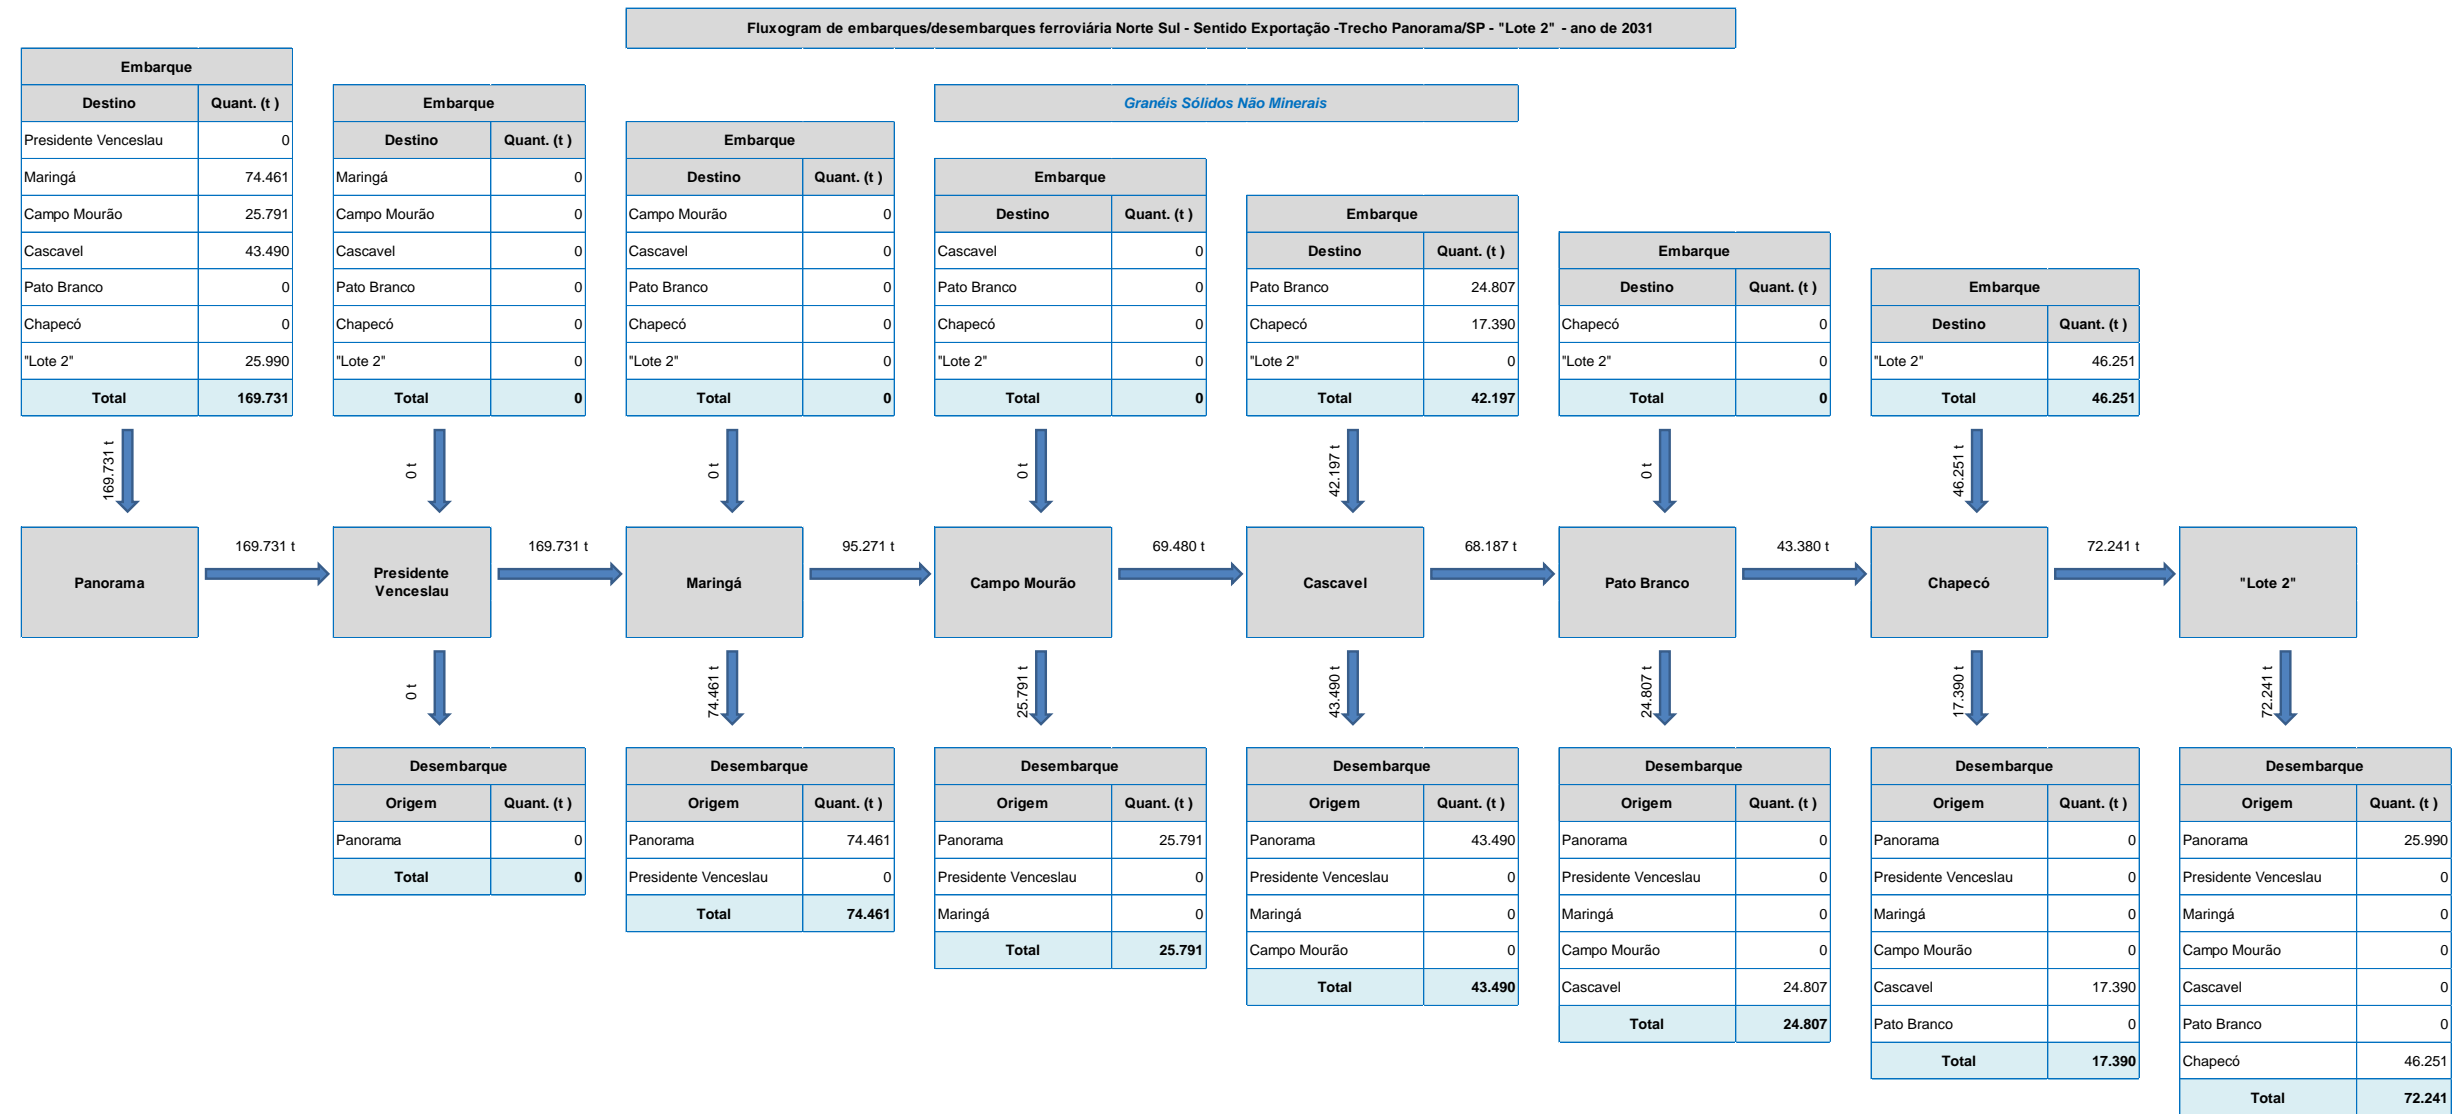 Fluxogram de embarques/desembarques ferroviária Norte Sul - Sentido Exportação -Trecho Panorama/SP - "Lote 2"  - ano de 2031
Granéis Sólidos Não Minerais
Embarque
Destino Quant. (t )
Presidente Venceslau 0
Maringá 74.461
Campo Mourão 25.791
Cascavel 43.490
Pato Branco 0
Chapecó 0
"Lote 2" 25.990
Total 169.731
Embarque
Destino Quant. (t )
Maringá 0
Campo Mourão 0
Cascavel 0
Pato Branco 0
Chapecó 0
"Lote 2" 0
Total 0
Embarque
Destino Quant. (t )
Campo Mourão 0
Cascavel 0
Pato Branco 0
Chapecó 0
"Lote 2" 0
Total 0
Embarque
Destino Quant. (t )
Cascavel 0
Pato Branco 0
Chapecó 0
"Lote 2" 0
Total 0
Embarque
Destino Quant. (t )
Pato Branco 24.807
Chapecó 17.390
"Lote 2" 0
Total 42.197
Embarque
Destino Quant. (t )
Chapecó 0
"Lote 2" 0
Total 0
Embarque
Destino Quant. (t )
"Lote 2" 46.251
Total 46.251
169.731 t
0 t
0 t
0 t
42.197 t
0 t
46.251 t
Panorama
169.731 t
Presidente
Venceslau
169.731 t
Maringá
95.271 t
Campo Mourão
69.480 t
Cascavel
68.187 t
Pato Branco
43.380 t
Chapecó
72.241 t
"Lote 2"
0 t
74.461 t
25.791 t
43.490 t
24.807 t
17.390 t
72.241 t
Desembarque
Origem Quant. (t )
Panorama 0
Total 0
Desembarque
Origem Quant. (t )
Panorama 74.461
Presidente Venceslau 0
Total 74.461
Desembarque
Origem Quant. (t )
Panorama 25.791
Presidente Venceslau 0
Maringá 0
Total 25.791
Desembarque
Origem Quant. (t )
Panorama 43.490
Presidente Venceslau 0
Maringá 0
Campo Mourão 0
Total 43.490
Desembarque
Origem Quant. (t )
Panorama 0
Presidente Venceslau 0
Maringá 0
Campo Mourão 0
Cascavel 24.807
Total 24.807
Desembarque
Origem Quant. (t )
Panorama 0
Presidente Venceslau 0
Maringá 0
Campo Mourão 0
Cascavel 17.390
Pato Branco 0
Total 17.390
Desembarque
Origem Quant. (t )
Panorama 25.990
Presidente Venceslau 0
Maringá 0
Campo Mourão 0
Cascavel 0
Pato Branco 0
Chapecó 46.251
Total 72.241